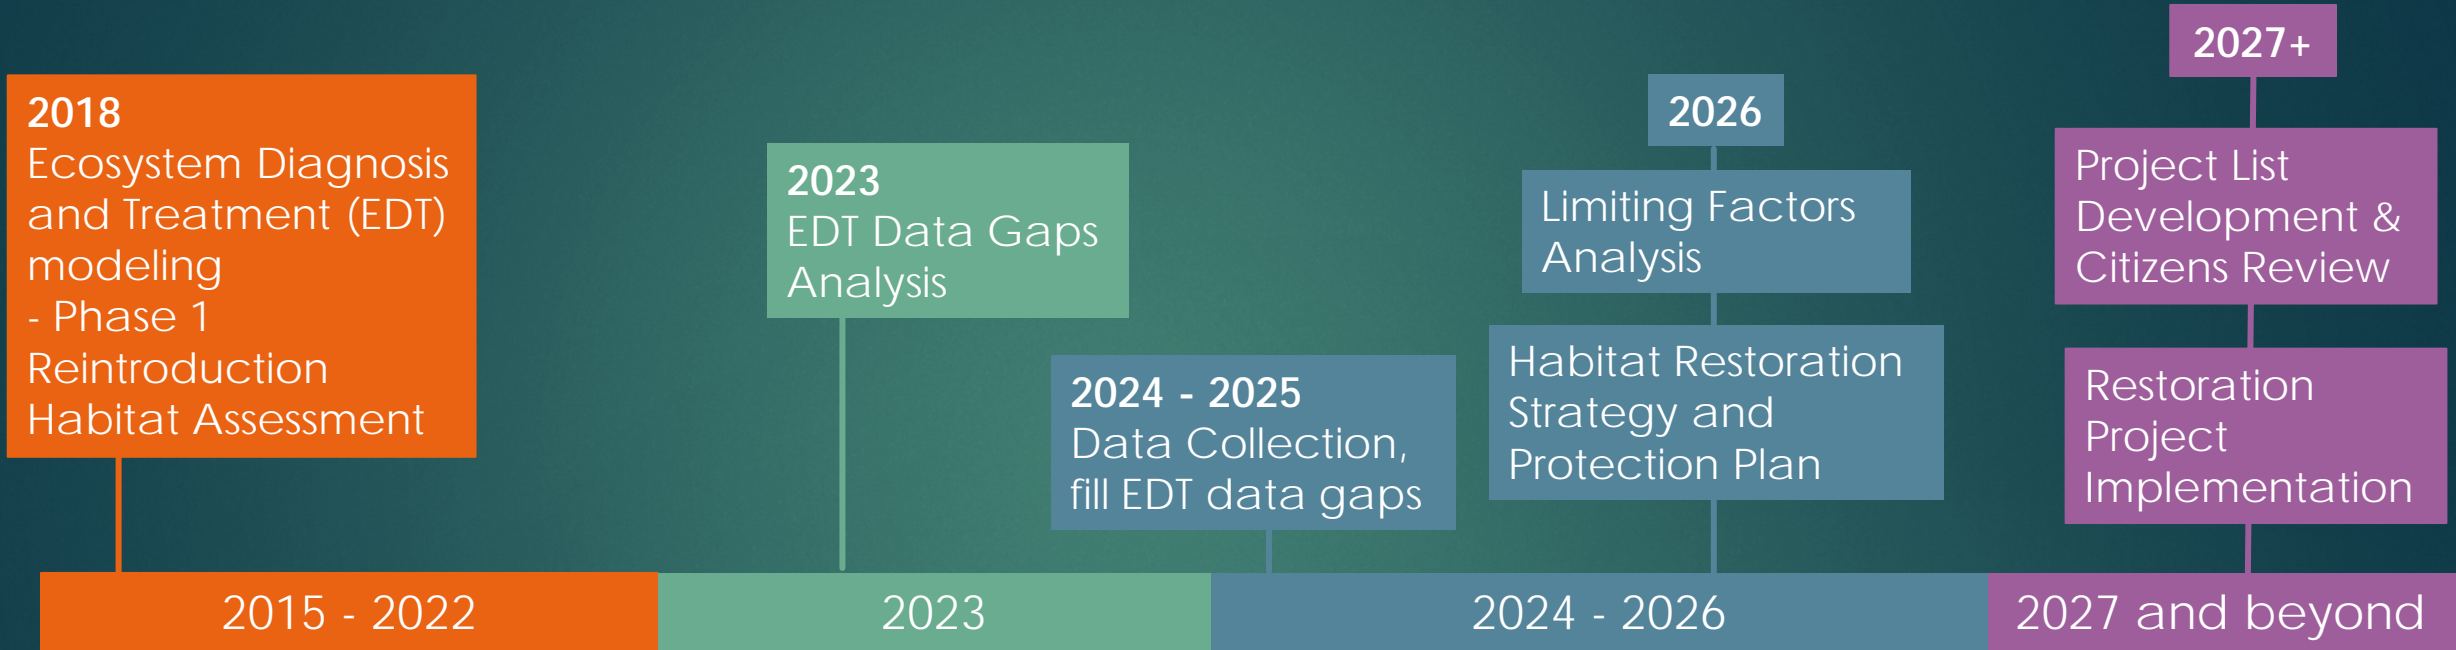 2018
Ecosystem Diagnosis
and Treatment (EDT)
modeling
- Phase 1
Reintroduction
Habitat Assessment
2023
EDT Data Gaps
Analysis
2024 - 2025
Data Collection,
fill EDT data gaps
2026
Limiting Factors
Analysis
Habitat Restoration
Strategy and
Protection Plan
2027+
Project List
Development &
Citizens Review
Restoration
Project
Implementation
2015 - 2022
2023
2024 - 2026
2027 and beyond